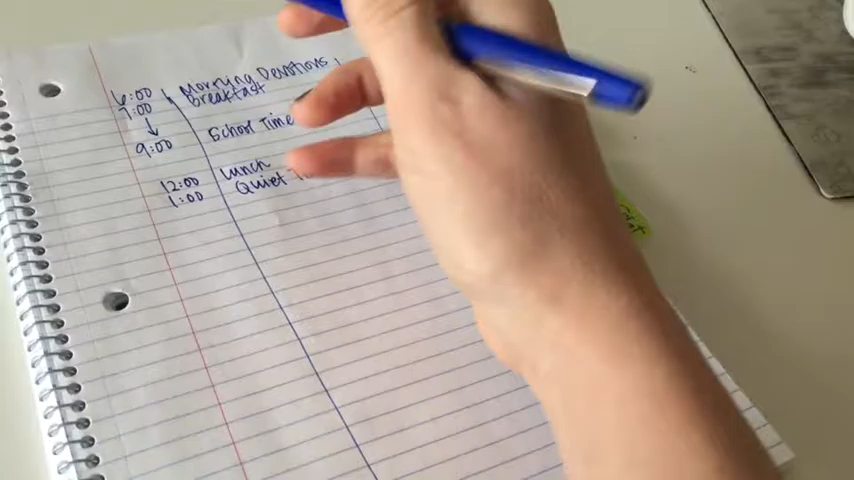 6:00 Morning Devotions
7:00 breakfast
9:00 School Time
12:00 Lunch
1:00 Quiet